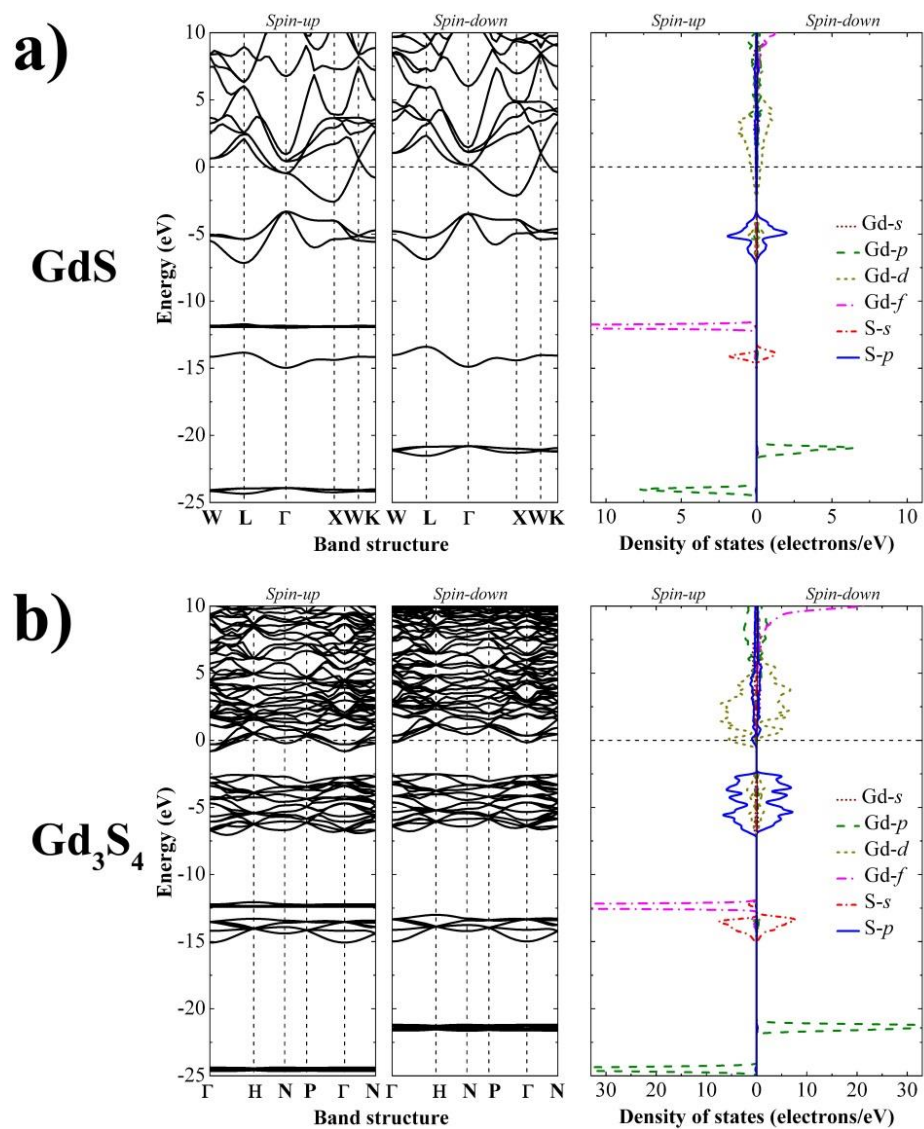 a)
GdS
Spin-up
Spin-down
Spin-up Spin-down
Energy (eV)
10
5
0
-5
-10
-15
-20
-25
W L Γ X W K
W L Γ X W K
Band structure
Gd-s
Gd-p
Gd-d
Gd-f
S-s
S-p
10 5 0 5 10
Density of states (electrons/eV)
b)
Gd₃S₄
Spin-up
Spin-down
Spin-up Spin-down
Energy (eV)
10
5
0
-5
-10
-15
-20
-25
Γ H N P Γ N
Γ H N P Γ N
Band structure
Gd-s
Gd-p
Gd-d
Gd-f
S-s
S-p
30 20 10 0 10 20 30
Density of states (electrons/eV)